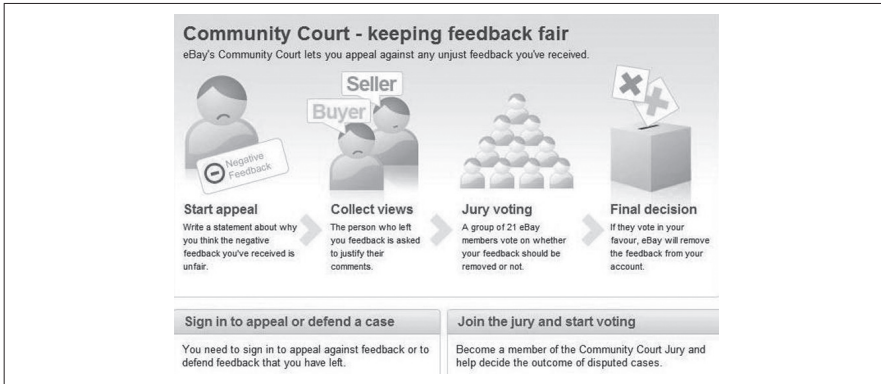 Community Court - keeping feedback fair
eBay's Community Court lets you appeal against any unjust feedback you've received.
Seller
Buyer
Negative
Feedback
Start appeal
Write a statement about why
you think the negative
feedback you've received is
unfair.
Collect views
The person who left
you feedback is asked
to justify their
comments.
Jury voting
A group of 21 eBay
members vote on whether
your feedback should be
removed or not.
Final decision
If they vote in your
favour, eBay will remove
the feedback from your
account.
Sign in to appeal or defend a case
You need to sign in to appeal against feedback or to
defend feedback that you have left.
Join the jury and start voting
Become a member of the Community Court Jury and
help decide the outcome of disputed cases.